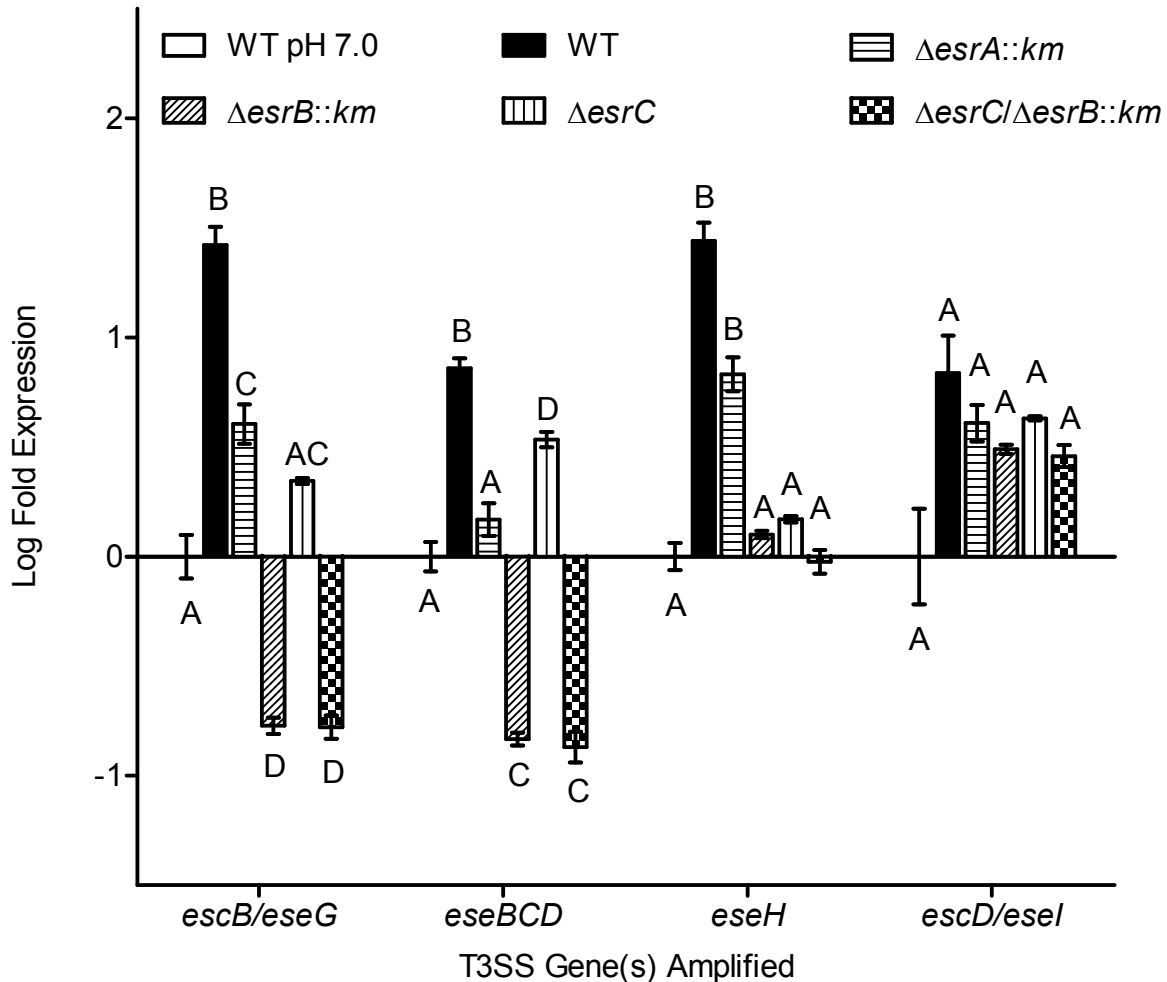 WT pH 7.0 WT ΔesrA::km
ΔesrB::km ΔesrC ΔesrC/ΔesrB::km
2
1
0
-1
Log Fold Expression
A B C D AC D
A B A C D C
A B B A A A
A A A A A A
escB/eseG eseBCD eseH escD/eseI
T3SS Gene(s) Amplified